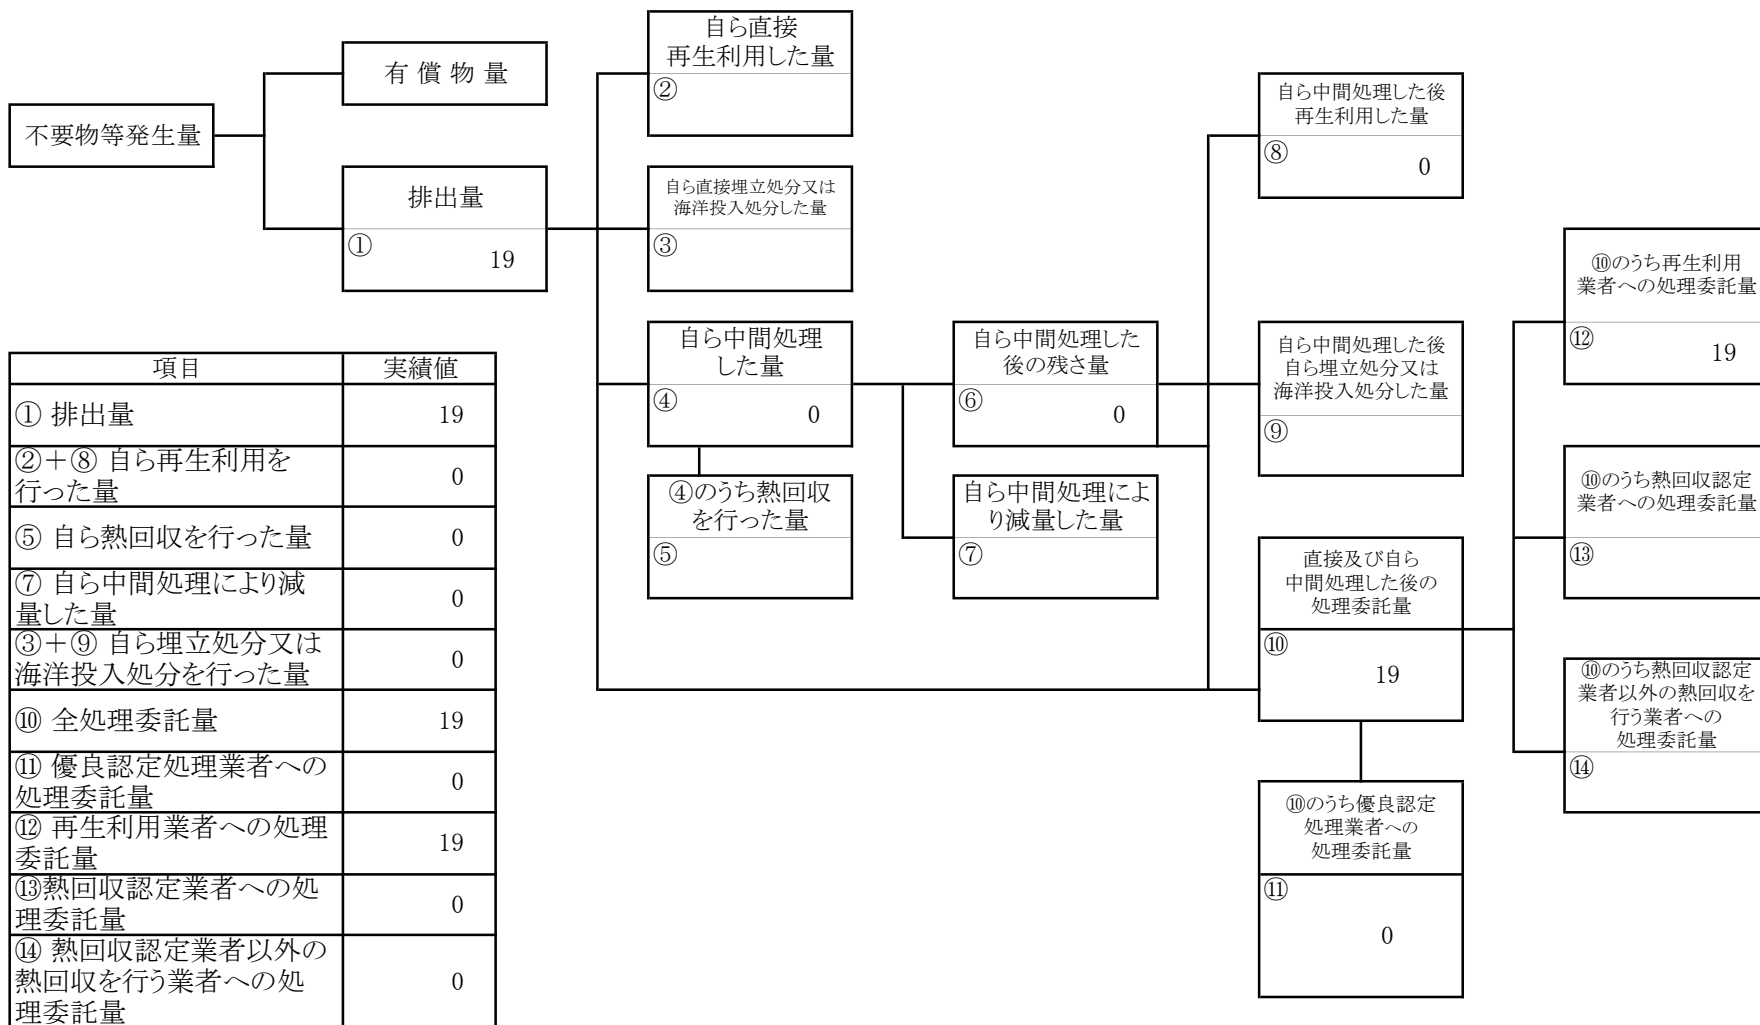 不要物等発生量
有 償 物 量
排出量
①
19
自ら直接
再生利用した量
②
自ら直接埋立処分又は
海洋投入処分した量
③
自ら中間処理
した量
④
0
④のうち熱回収
を行った量
⑤
自ら中間処理した
後の残さ量
⑥
0
自ら中間処理によ
り減量した量
⑦
自ら中間処理した後
再生利用した量
⑧
0
自ら中間処理した後
自ら埋立処分又は
海洋投入処分した量
⑨
直接及び自ら
中間処理した後の
処理委託量
⑩
19
⑩のうち優良認定
処理業者への
処理委託量
⑪
0
⑩のうち再生利用
業者への処理委託量
⑫
19
⑩のうち熱回収認定
業者への処理委託量
⑬
⑩のうち熱回収認定
業者以外の熱回収を
行う業者への
処理委託量
⑭
項目 実績値
① 排出量 19
②+⑧ 自ら再生利用を
行った量 0
⑤ 自ら熱回収を行った量 0
⑦ 自ら中間処理により減
量した量 0
③+⑨ 自ら埋立処分又は
海洋投入処分を行った量 0
⑩ 全処理委託量 19
⑪ 優良認定処理業者への
処理委託量 0
⑫ 再生利用業者への処理
委託量 19
⑬熱回収認定業者への処
理委託量 0
⑭ 熱回収認定業者以外の
熱回収を行う業者への処 0
理委託量